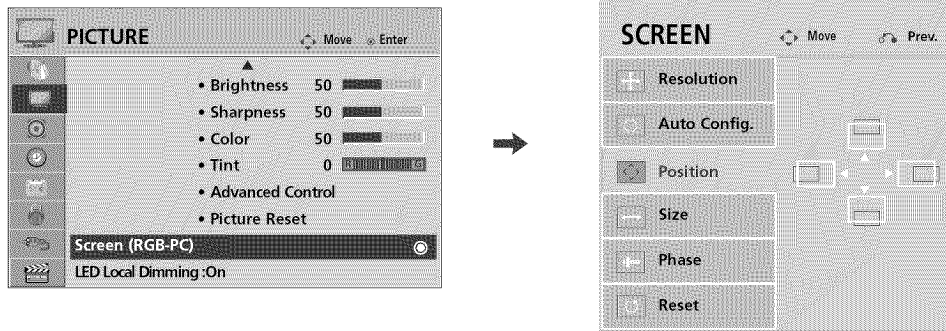 PICTURE
Move
Enter
• Brightness 50
• Sharpness 50
• Color 50
• Tint 0 R G
• Advanced Control
• Picture Reset
Screen (RGB-PC)
LED Local Dimming :On
SCREEN
Move
Prev.
Resolution
Auto Config.
Position
Size
Phase
Reset